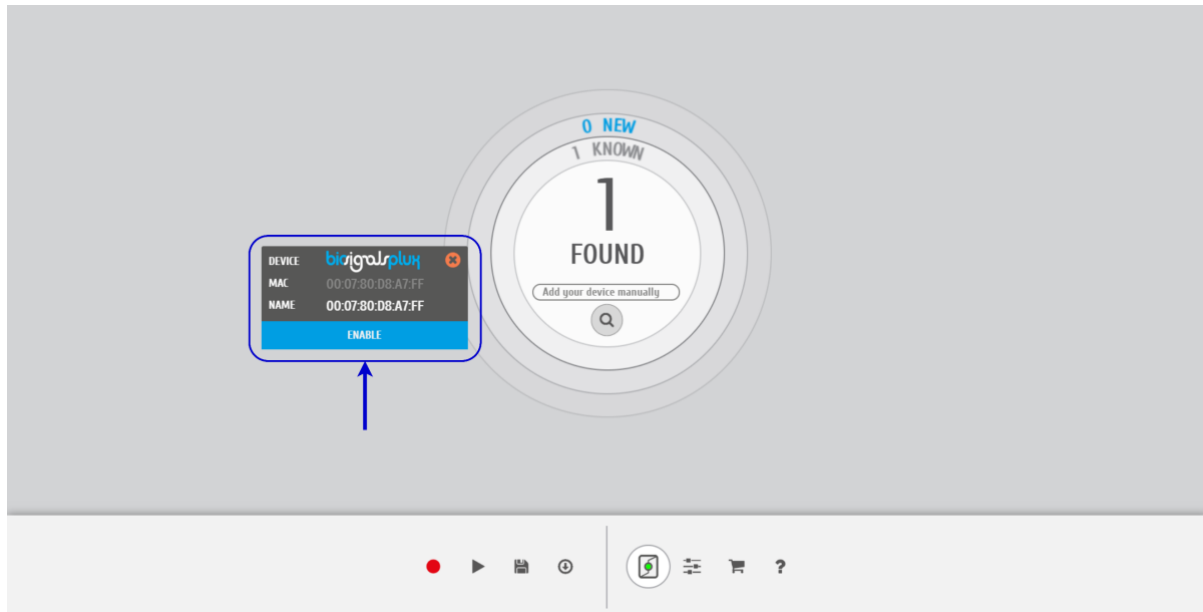 0 NEW
1 KNOWN
1
FOUND
Add your device manually
DEVICE biosignalsplux
MAC 00:07:80:D8:A7:FF
NAME 00:07:80:D8:A7:FF
ENABLE
?